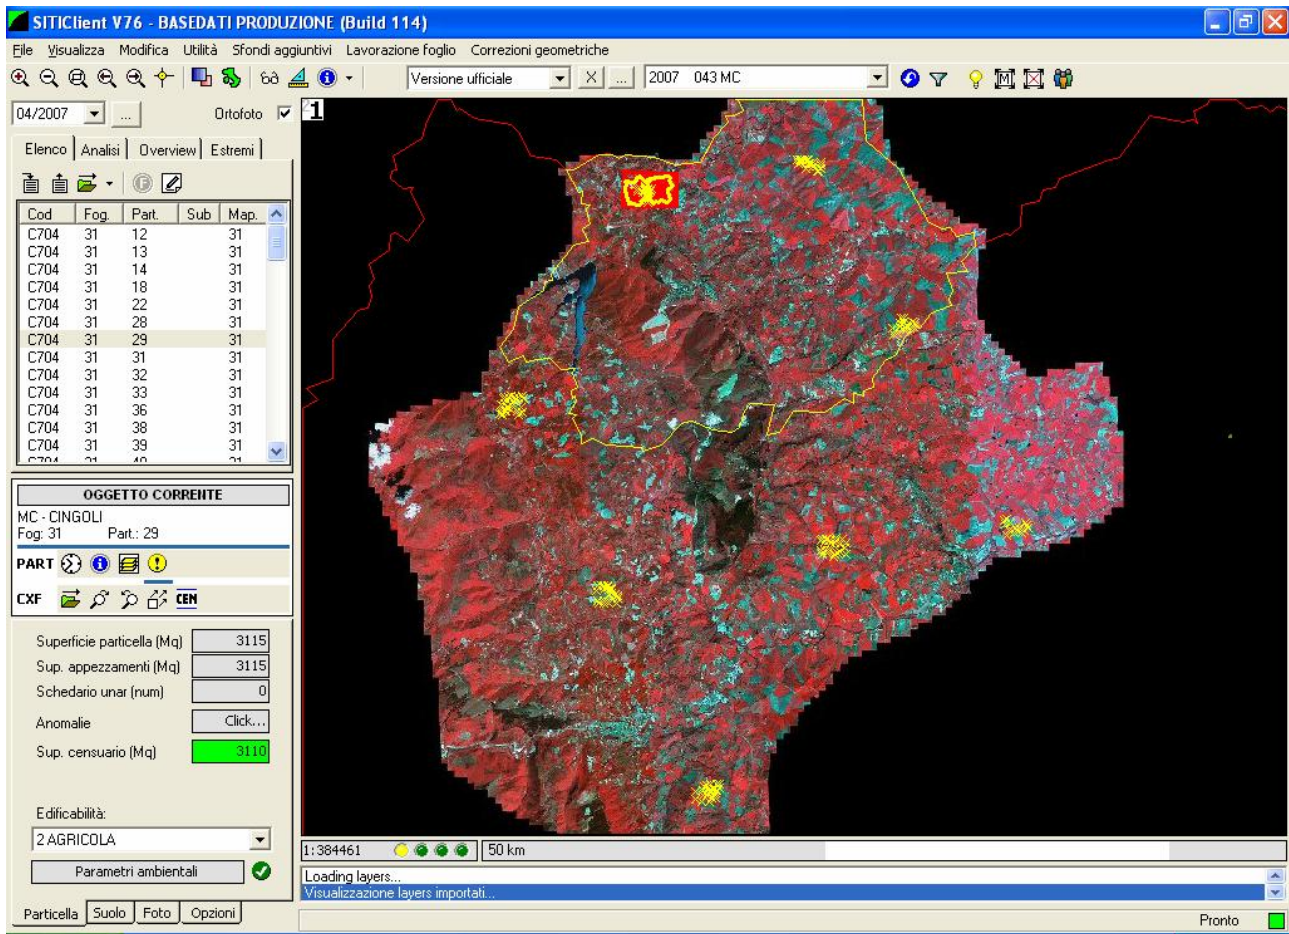 SITIClient V76 - BASEDATI PRODUZIONE (Build 114)
File Visualizza Modifica Utilità Sfondi aggiuntivi Lavorazione foglio Correzioni geometriche
Versione ufficiale X ... 2007 043 MC
04/2007 ... Ortofoto
1
Elenco Analisi Overview Estremi
Cod Fog. Part. Sub Map.
C704 31 12 31
C704 31 13 31
C704 31 14 31
C704 31 18 31
C704 31 22 31
C704 31 28 31
C704 31 29 31
C704 31 31 31
C704 31 32 31
C704 31 33 31
C704 31 36 31
C704 31 38 31
C704 31 39 31
C704 31 40 31
OGGETTO CORRENTE
MC - CINGOLI
Fog: 31 Part.: 29
PART
CXF CEN
Superficie particella (Mq) 3115
Sup. appezzamenti (Mq) 3115
Schedario unar (num) 0
Anomalie Click...
Sup. censuario (Mq) 3110
Edificabilità:
2 AGRICOLA
Parametri ambientali
Particella Suolo Foto Opzioni
1:384461 50 km
Loading layers...
Visualizzazione layers importati...
Pronto